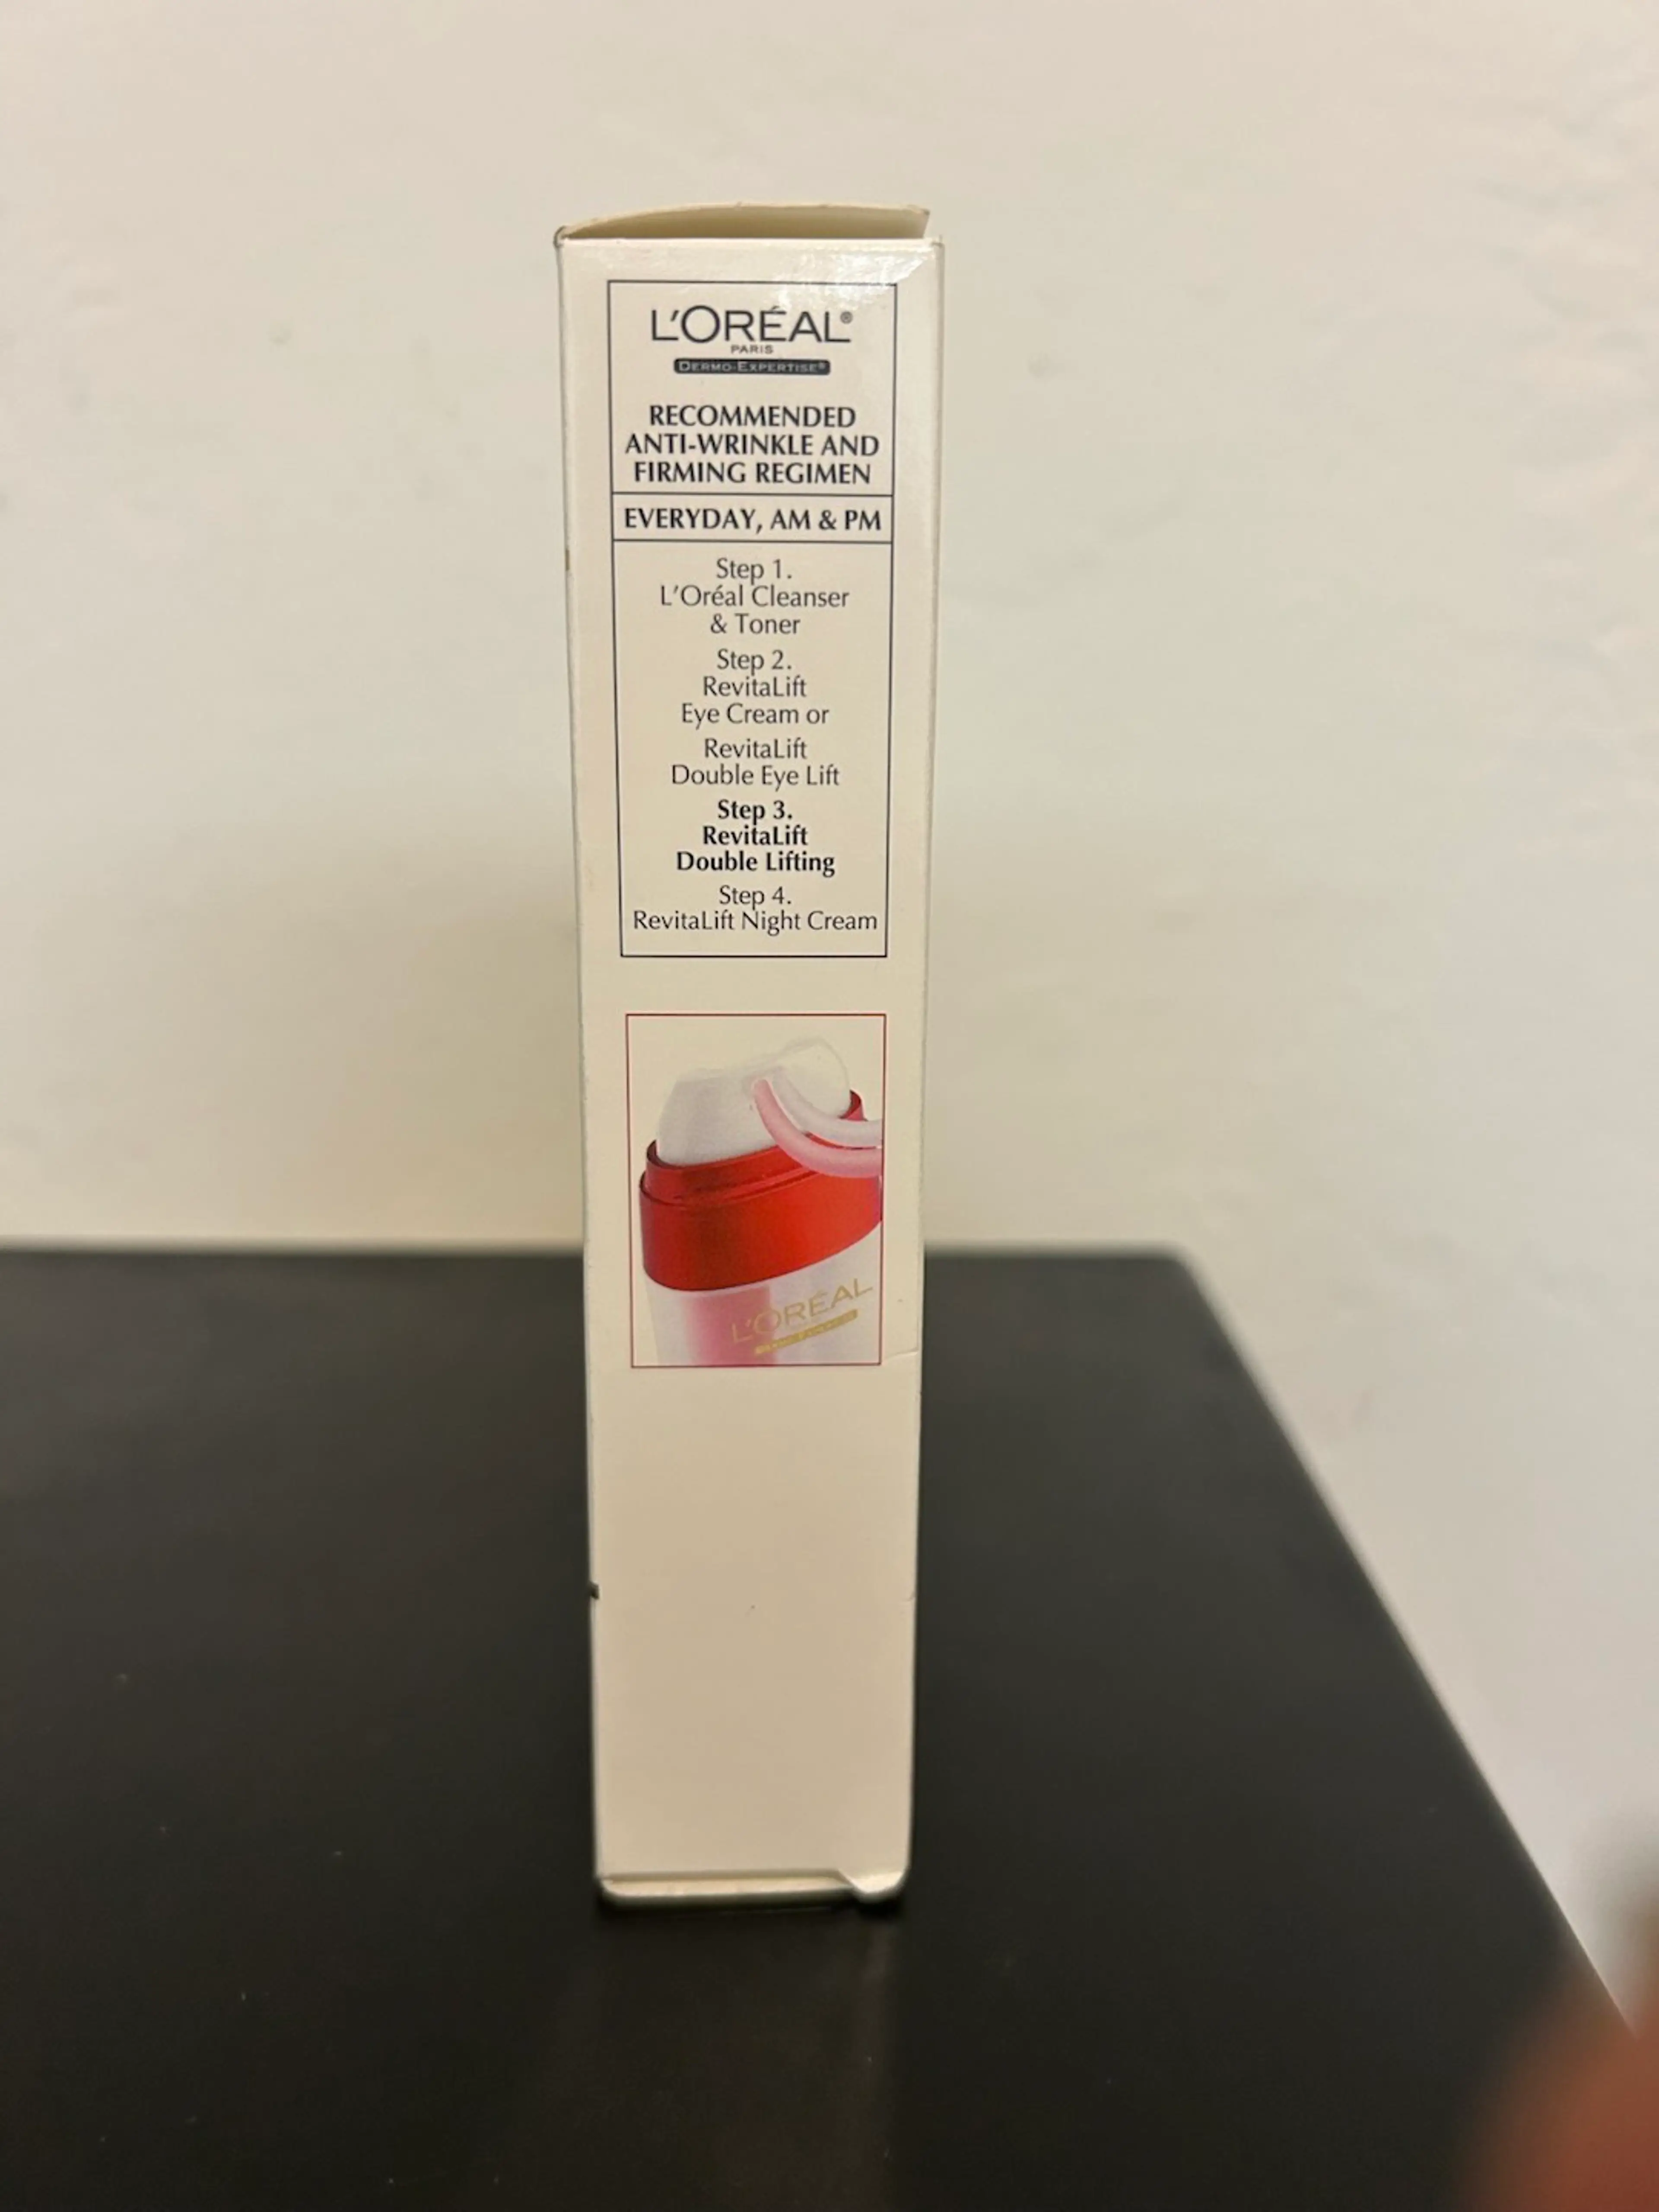 L'ORÉAL®
PARIS
DERMO-EXPERTISE®
RECOMMENDED
ANTI-WRINKLE AND
FIRMING REGIMEN
EVERYDAY, AM & PM
Step 1.
L'Oréal Cleanser
& Toner
Step 2.
RevitaLift
Eye Cream or
RevitaLift
Double Eye Lift
Step 3.
RevitaLift
Double Lifting
Step 4.
RevitaLift Night Cream
L'ORÉAL